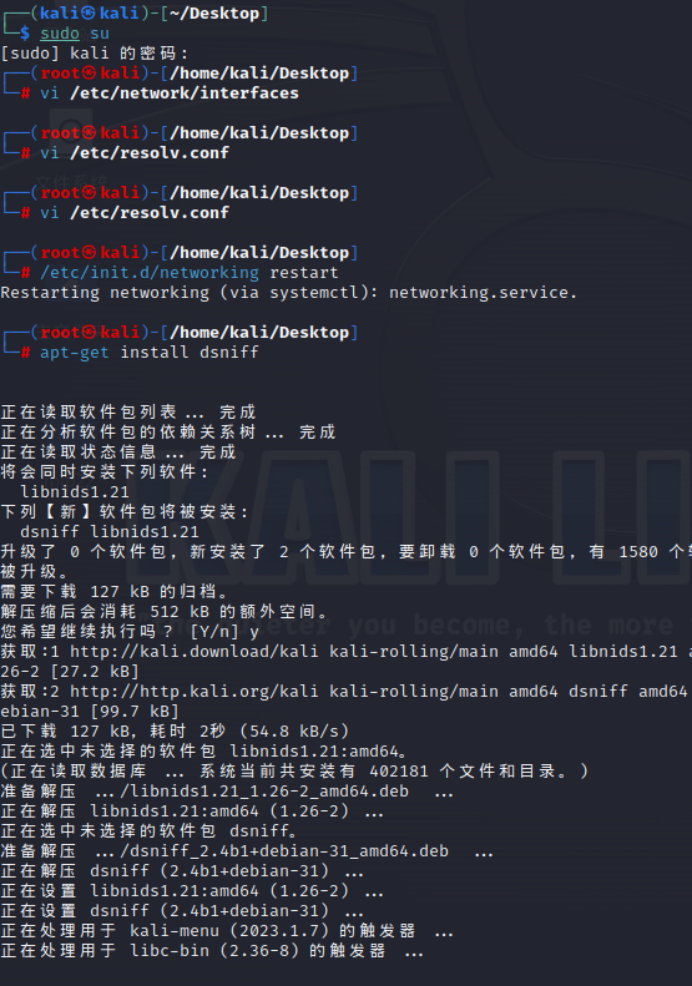 ┌──(kali㉿kali)-[~/Desktop]
└─$ sudo su
[sudo] kali 的密码：
┌──(root㉿kali)-[/home/kali/Desktop]
└─# vi /etc/network/interfaces
┌──(root㉿kali)-[/home/kali/Desktop]
└─# vi /etc/resolv.conf
┌──(root㉿kali)-[/home/kali/Desktop]
└─# vi /etc/resolv.conf
┌──(root㉿kali)-[/home/kali/Desktop]
└─# /etc/init.d/networking restart
Restarting networking (via systemctl): networking.service.
┌──(root㉿kali)-[/home/kali/Desktop]
└─# apt-get install dsniff
正在读取软件包列表... 完成
正在分析软件包的依赖关系树... 完成
正在读取状态信息... 完成
将会同时安装下列软件：
libnids1.21
下列【新】软件包将被安装：
dsniff libnids1.21
升级了 0 个软件包，新安装了 2 个软件包，要卸载 0 个软件包，有 1580 个
被升级。
需要下载 127 kB 的归档。
解压缩后会消耗 512 kB 的额外空间。
您希望继续执行吗？ [Y/n] y
获取:1 http://kali.download/kali kali-rolling/main amd64 libnids1.21
26-2 [27.2 kB]
获取:2 http://http.kali.org/kali kali-rolling/main amd64 dsniff amd64
ebian-31 [99.7 kB]
已下载 127 kB，耗时 2秒 (54.8 kB/s)
正在选中未选择的软件包 libnids1.21:amd64。
(正在读取数据库 ... 系统当前共安装有 402181 个文件和目录。)
准备解压 .../libnids1.21_1.26-2_amd64.deb ...
正在解压 libnids1.21:amd64 (1.26-2) ...
正在选中未选择的软件包 dsniff。
准备解压 .../dsniff_2.4b1+debian-31_amd64.deb ...
正在解压 dsniff (2.4b1+debian-31) ...
正在设置 libnids1.21:amd64 (1.26-2) ...
正在设置 dsniff (2.4b1+debian-31) ...
正在处理用于 kali-menu (2023.1.7) 的触发器 ...
正在处理用于 libc-bin (2.36-8) 的触发器 ...
文件系统
KALI LI
you become, the more